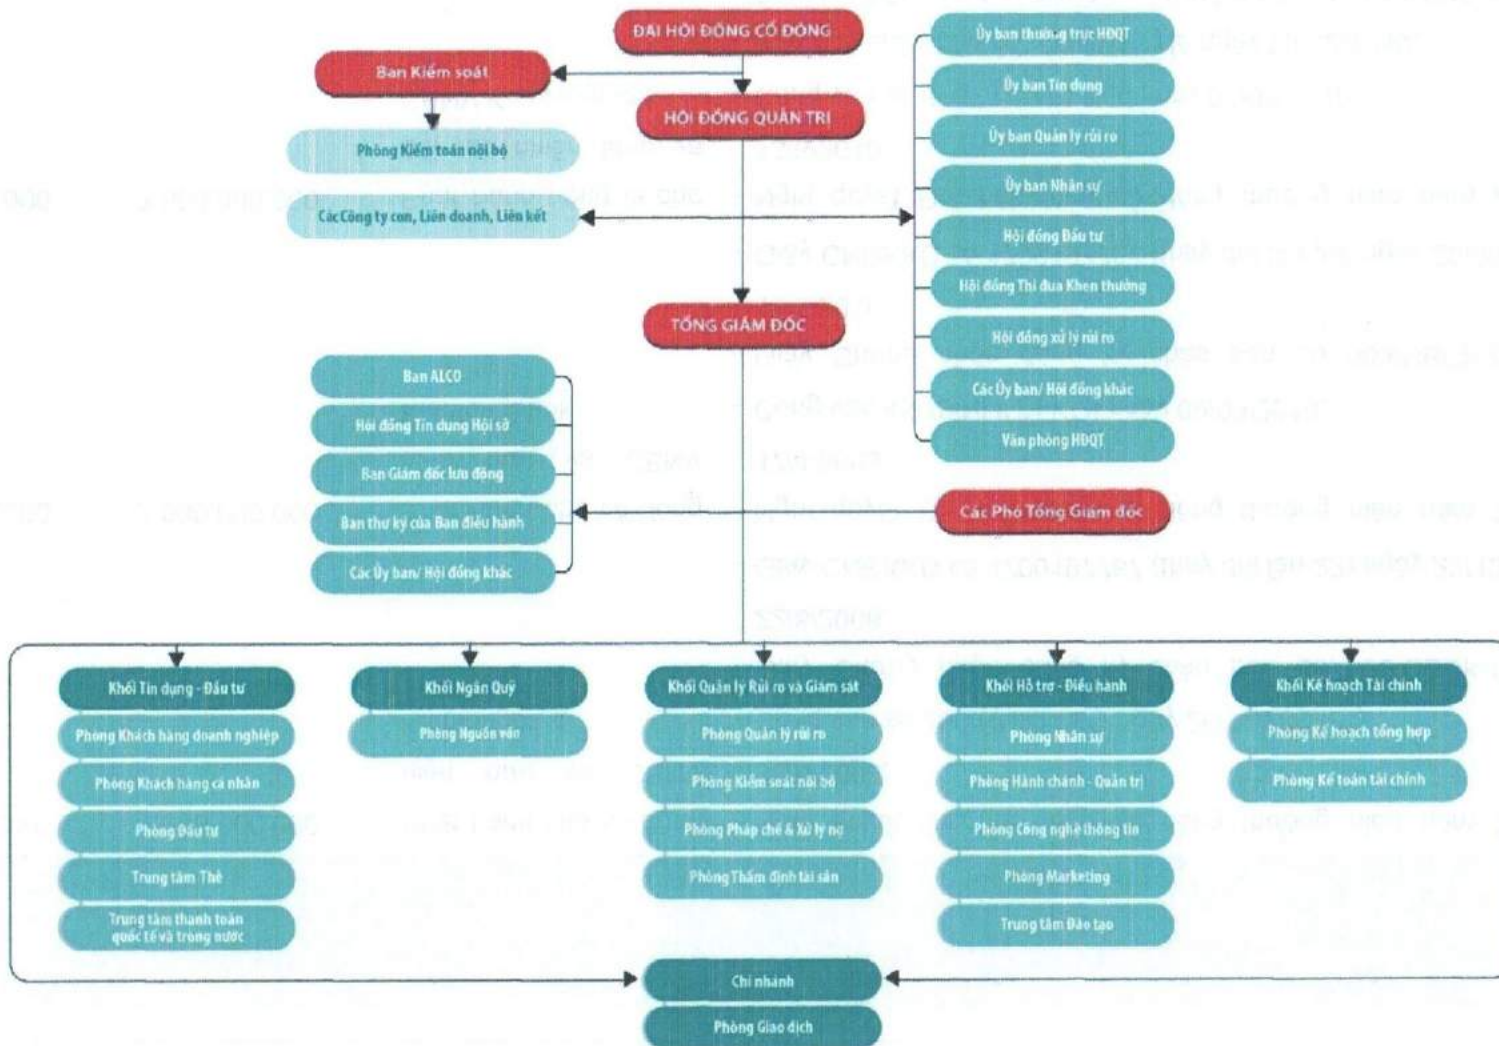 ĐẠI HỘI ĐỒNG CỔ ĐÔNG
Ban Kiểm soát
HỘI ĐỒNG QUẢN TRỊ
Phòng Kiểm toán nội bộ
Các Công ty con, Liên doanh, Liên kết
Ủy ban thường trực HĐQT
Ủy ban Tín dụng
Ủy ban Quản lý rủi ro
Ủy ban Nhân sự
Hội đồng Đầu tư
Hội đồng Thi đua Khen thưởng
Hội đồng xử lý rủi ro
Các Ủy ban/ Hội đồng khác
Văn phòng HĐQT
TỔNG GIÁM ĐỐC
Ban ALCO
Hội đồng Tín dụng Hội sở
Ban Giám đốc lưu động
Ban thư ký của Ban điều hành
Các Ủy ban/ Hội đồng khác
Các Phó Tổng Giám đốc
Khối Tín dụng - Đầu tư
Phòng Khách hàng doanh nghiệp
Phòng Khách hàng cá nhân
Phòng Đầu tư
Trung tâm Thẻ
Trung tâm thanh toán
quốc tế và trong nước
Khối Ngân Quỹ
Phòng Nguồn vốn
Khối Quản lý Rủi ro và Giám sát
Phòng Quản lý rủi ro
Phòng Kiểm soát nội bộ
Phòng Pháp chế & Xử lý nợ
Phòng Thẩm định tài sản
Khối Hỗ trợ - Điều hành
Phòng Nhân sự
Phòng Hành chánh - Quản trị
Phòng Công nghệ thông tin
Phòng Marketing
Trung tâm Đào tạo
Khối Kế hoạch Tài chính
Phòng Kế hoạch tổng hợp
Phòng Kế toán tài chính
Chi nhánh
Phòng Giao dịch